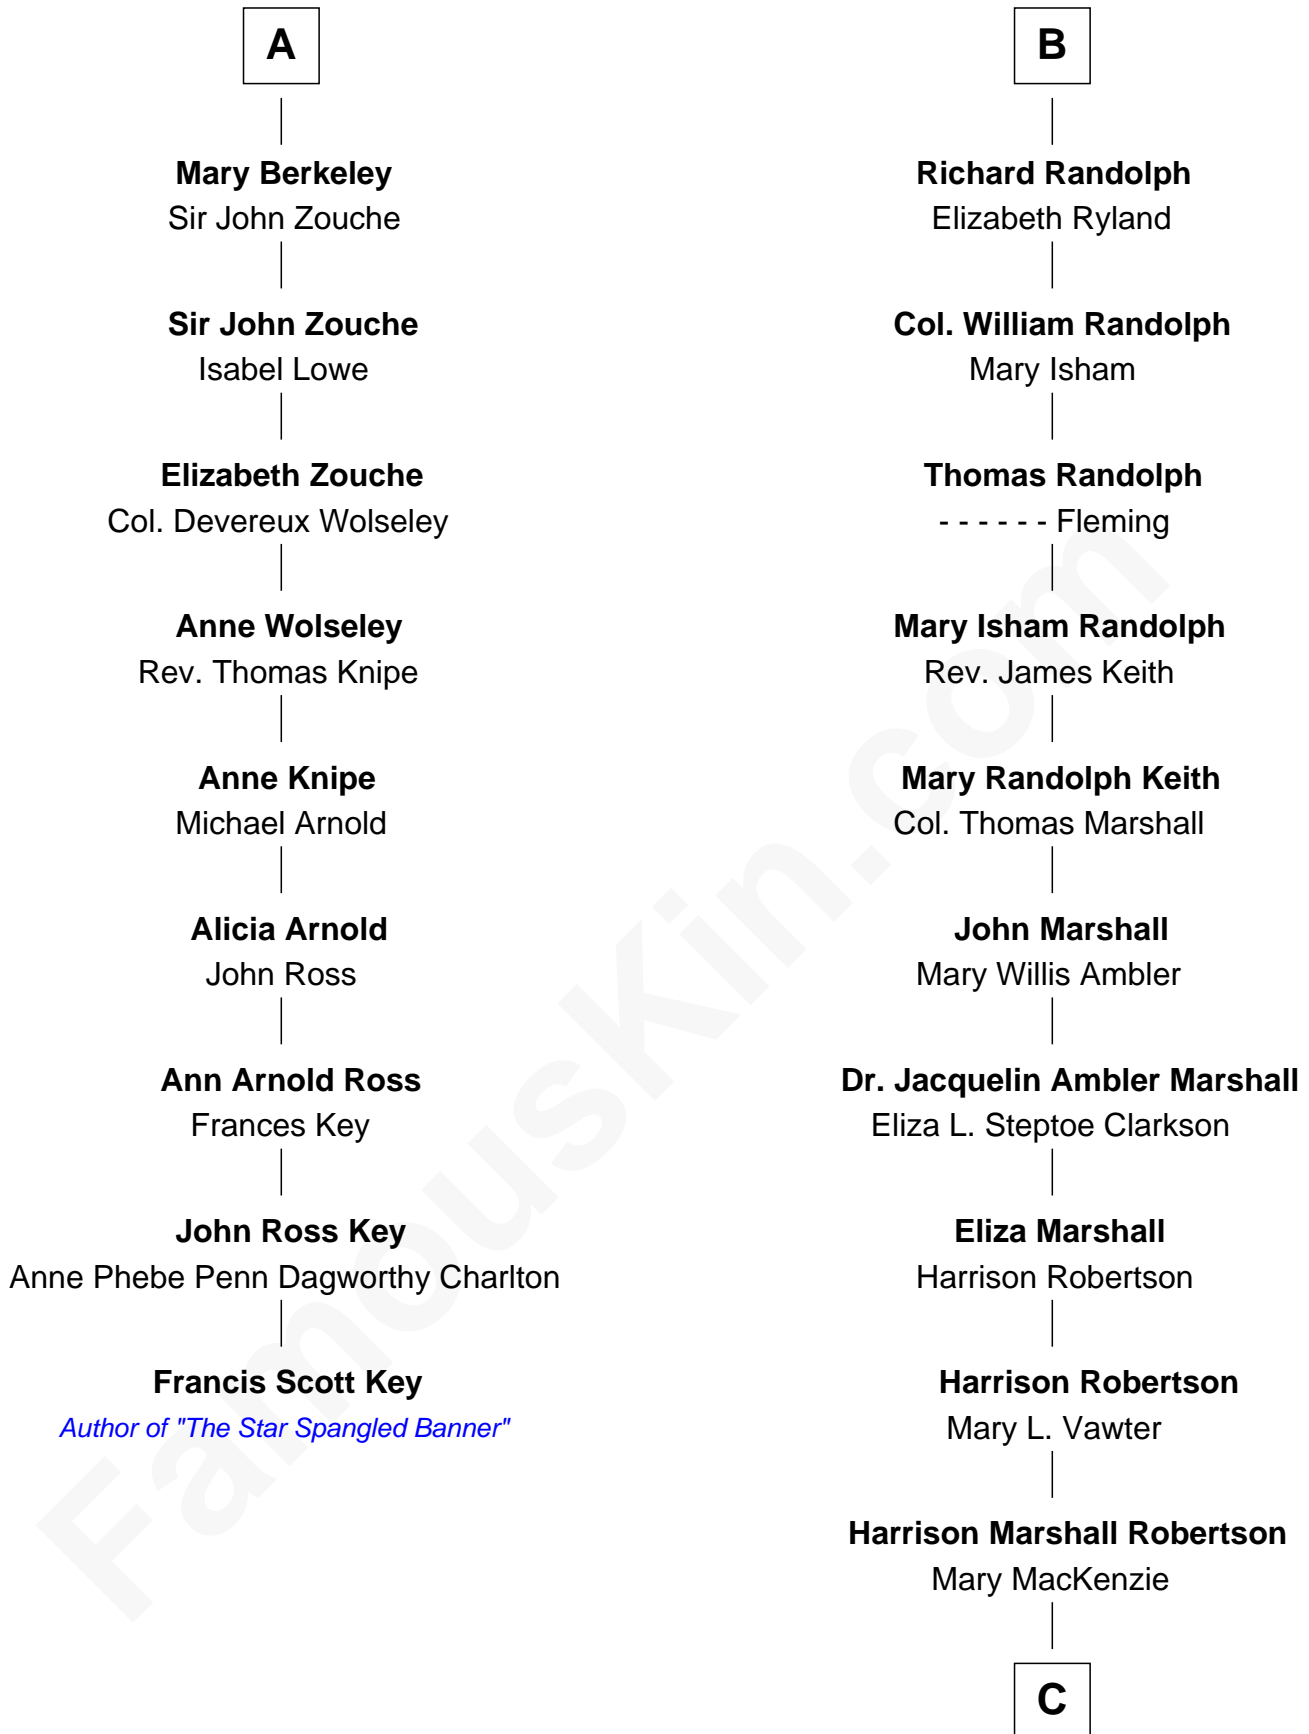 A
Mary Berkeley
Sir John Zouche
Sir John Zouche
Isabel Lowe
Elizabeth Zouche
Col. Devereux Wolseley
Anne Wolseley
Rev. Thomas Knipe
Anne Knipe
Michael Arnold
Alicia Arnold
John Ross
Ann Arnold Ross
Frances Key
John Ross Key
Anne Phebe Penn Dagworthy Charlton
Francis Scott Key
Author of "The Star Spangled Banner"
B
Richard Randolph
Elizabeth Ryland
Col. William Randolph
Mary Isham
Thomas Randolph
- - - - - - Fleming
Mary Isham Randolph
Rev. James Keith
Mary Randolph Keith
Col. Thomas Marshall
John Marshall
Mary Willis Ambler
Dr. Jacquelin Ambler Marshall
Eliza L. Steptoe Clarkson
Eliza Marshall
Harrison Robertson
Harrison Robertson
Mary L. Vawter
Harrison Marshall Robertson
Mary MacKenzie
C
FamousKin.com